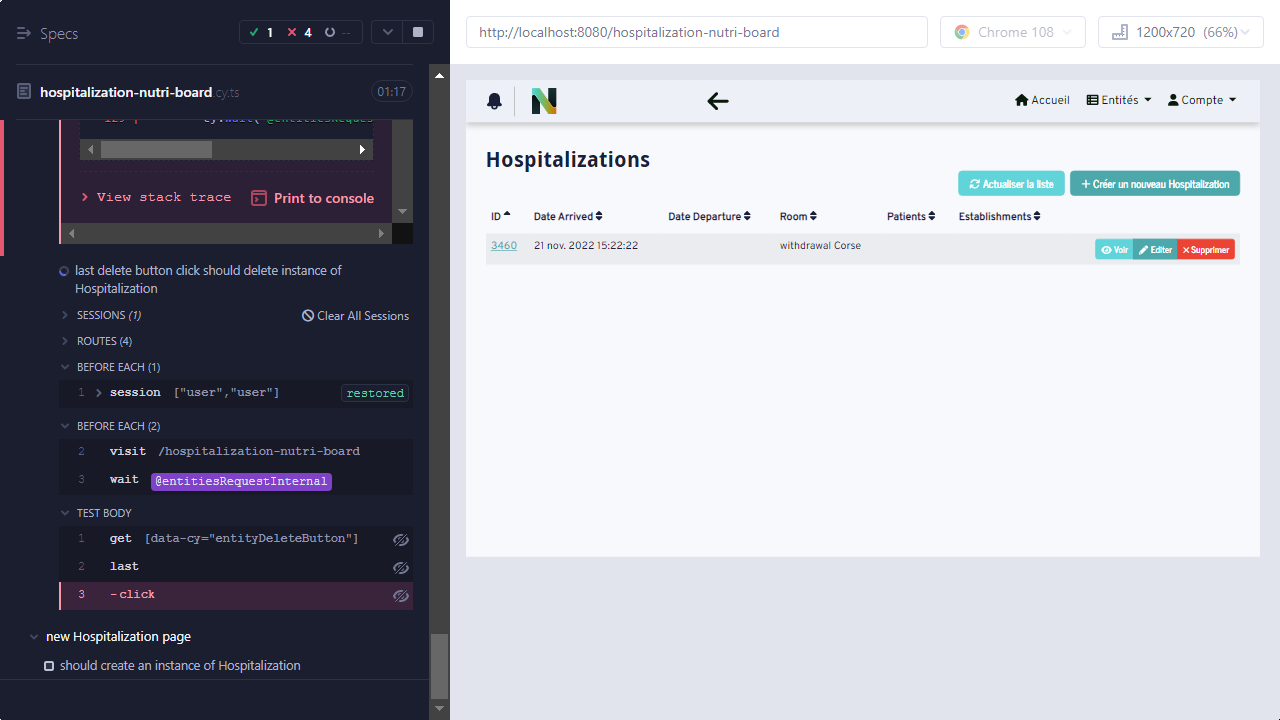 Specs
1
4
--
hospitalization-nutri-board.cy.ts
01:17
View stack trace
Print to console
last delete button click should delete instance of
Hospitalization
SESSIONS (1)
Clear All Sessions
ROUTES (4)
BEFORE EACH (1)
1 session ["user","user"] restored
BEFORE EACH (2)
2 visit /hospitalization-nutri-board
3 wait @entitiesRequestInternal
TEST BODY
1 get [data-cy="entityDeleteButton"]
2 last
3 -click
new Hospitalization page
should create an instance of Hospitalization
http://localhost:8080/hospitalization-nutri-board
Chrome 108
1200x720 (66%)
Accueil
Entités
Compte
Hospitalizations
Actualiser la liste
Créer un nouveau Hospitalization
ID Date Arrived Date Departure Room Patients Establishments
3460 21 nov. 2022 15:22:22 withdrawal Corse
Voir Editer Supprimer